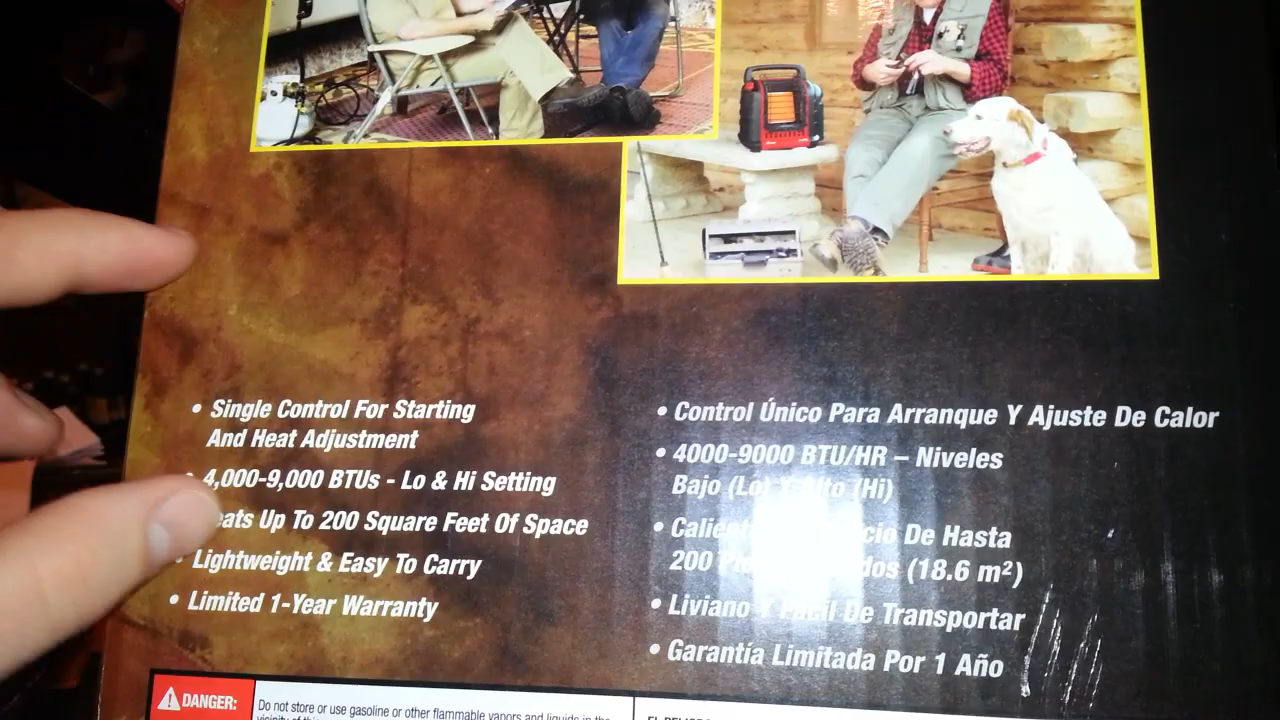 • Single Control For Starting
And Heat Adjustment
• 4,000-9,000 BTUs - Lo & Hi Setting
Up To 200 Square Feet Of Space
• Lightweight & Easy To Carry
• Limited 1-Year Warranty
• Control Único Para Arranque Y Ajuste De Calor
• 4000-9000 BTU/HR – Niveles
Bajo (Lo) Y Alto (Hi)
• De Hasta
200 (18.6 m²)
• Liviano Y Fácil De Transportar
• Garantía Limitada Por 1 Año
DANGER:
Do not store or use gasoline or other flammable vapors and liquids in the